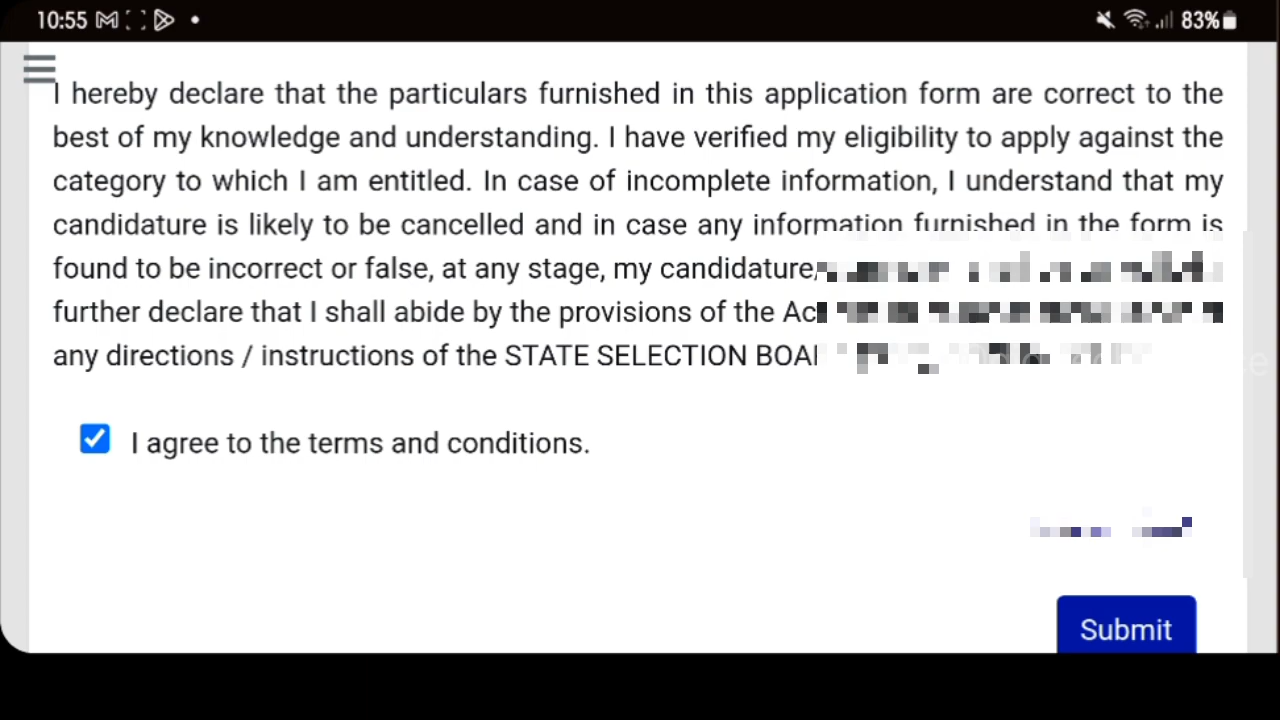 10:55
83%
I hereby declare that the particulars furnished in this application form are correct to the
best of my knowledge and understanding. I have verified my eligibility to apply against the
category to which I am entitled. In case of incomplete information, I understand that my
candidature is likely to be cancelled and in case any information furnished in the form is
found to be incorrect or false, at any stage, my candidature
further declare that I shall abide by the provisions of the
any directions / instructions of the STATE SELECTION
I agree to the terms and conditions.
Submit